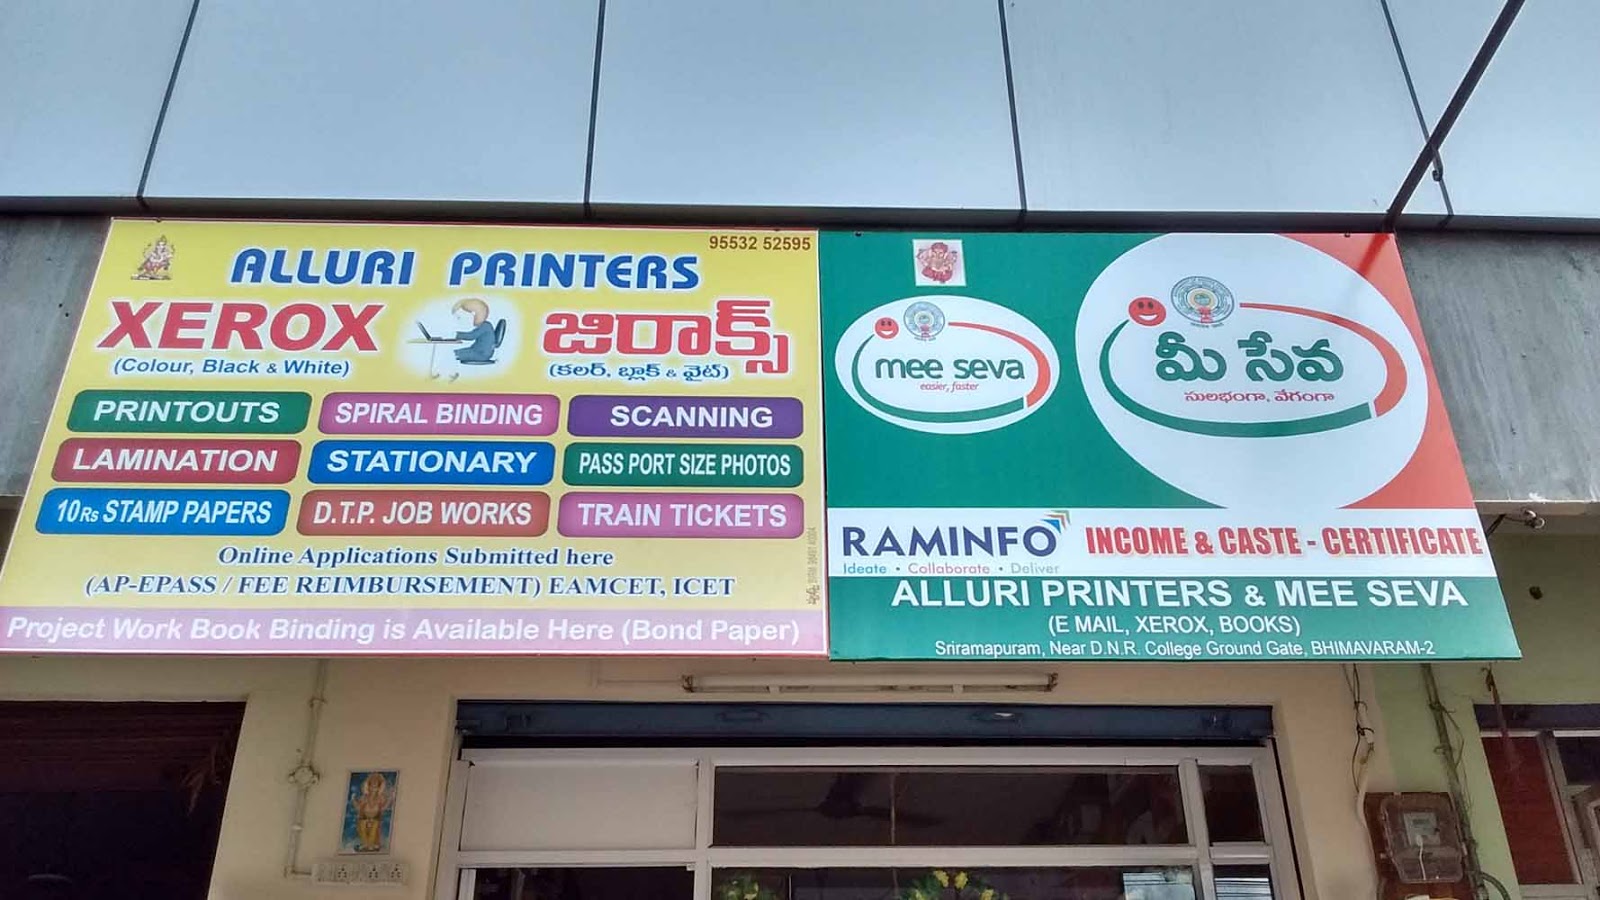 95532 52595
ALLURI PRINTERS
XEROX
జిరాక్స్
(Colour, Black & White)
(కలర్, బ్లాక్ & వైట్)
PRINTOUTS
SPIRAL BINDING
SCANNING
LAMINATION
STATIONARY
PASS PORT SIZE PHOTOS
10Rs STAMP PAPERS
D.T.P. JOB WORKS
TRAIN TICKETS
Online Applications Submitted here
(AP-EPASS / FEE REIMBURSEMENT) EAMCET, ICET
Project Work Book Binding is Available Here (Bond Paper)
mee seva
easier, faster
మీ సేవ
సులభంగా, వేగంగా
RAMINFO
Ideate • Collaborate • Deliver
INCOME & CASTE - CERTIFICATE
ALLURI PRINTERS & MEE SEVA
(E MAIL, XEROX, BOOKS)
Sriramapuram, Near D.N.R. College Ground Gate, BHIMAVARAM-2